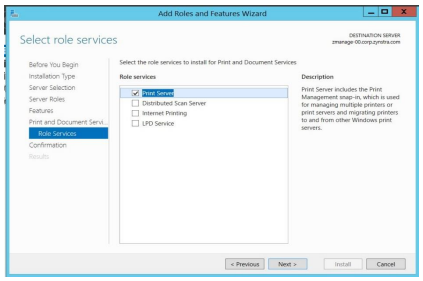 Add Roles and Features Wizard
Select role services
DESTINATION SERVER
zmanage-00.corp.zynstra.com
Before You Begin
Installation Type
Server Selection
Server Roles
Features
Print and Document Servi...
Role Services
Confirmation
Results
Select the role services to install for Print and Document Services
Role services
Print Server
Distributed Scan Server
Internet Printing
LPD Service
Description
Print Server includes the Print
Management snap-in, which is used
for managing multiple printers or
print servers and migrating printers
to and from other Windows print
servers.
< Previous
Next >
Install
Cancel